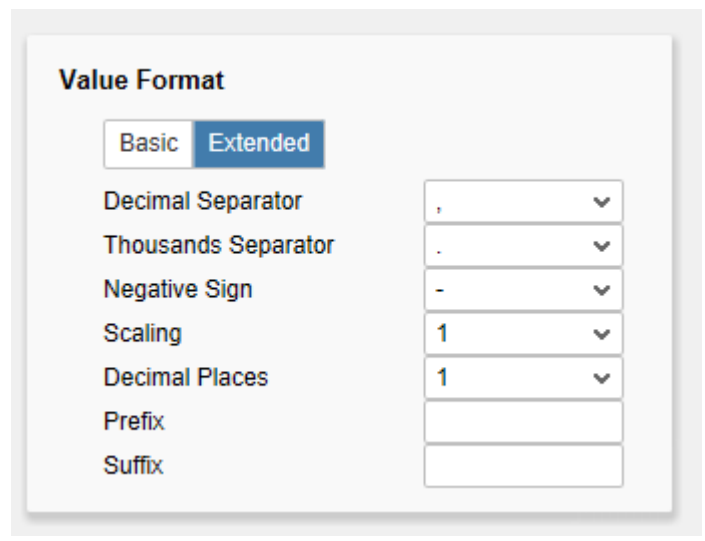 Value Format
Basic Extended
Decimal Separator ,
Thousands Separator .
Negative Sign -
Scaling 1
Decimal Places 1
Prefix
Suffix